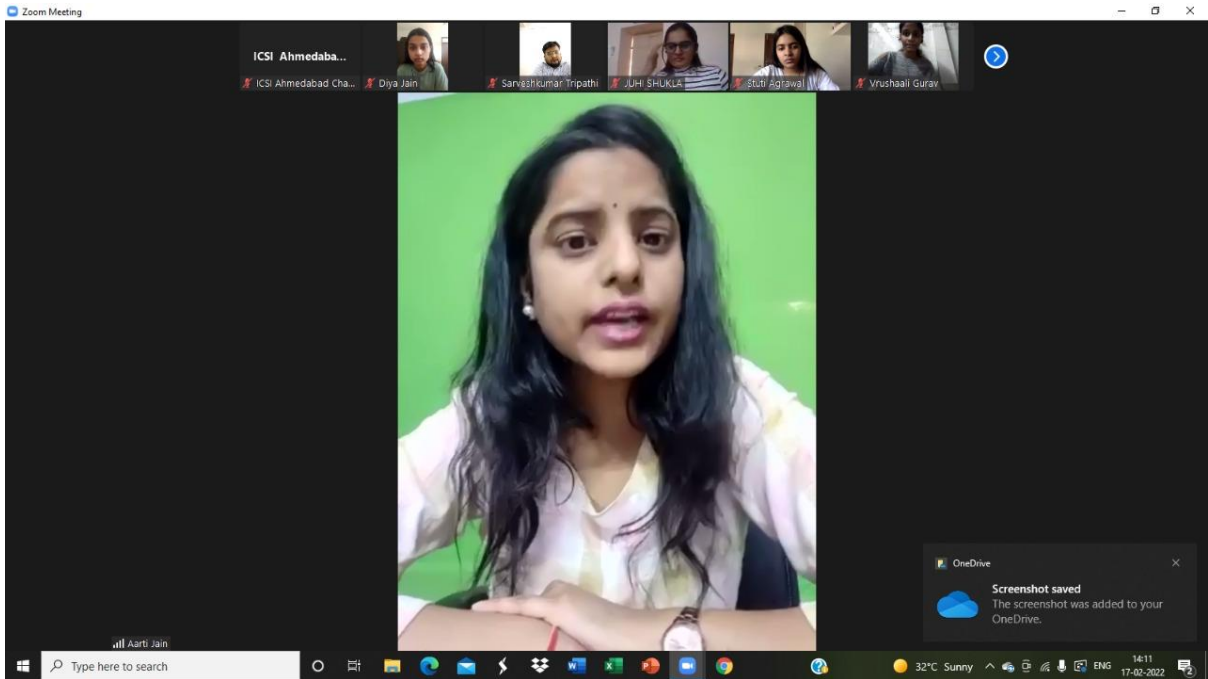 Zoom Meeting
ICSI Ahmedaba...
ICSI Ahmedabad Cha...
Diya Jain
Sarveshkumar Tripathi
JUHI SHUKLA
Stuti Agrawal
Vrushaali Gurav
OneDrive
Screenshot saved
The screenshot was added to your
OneDrive.
Aarti Jain
Type here to search
32°C Sunny
ENG
14:11
17-02-2022
2